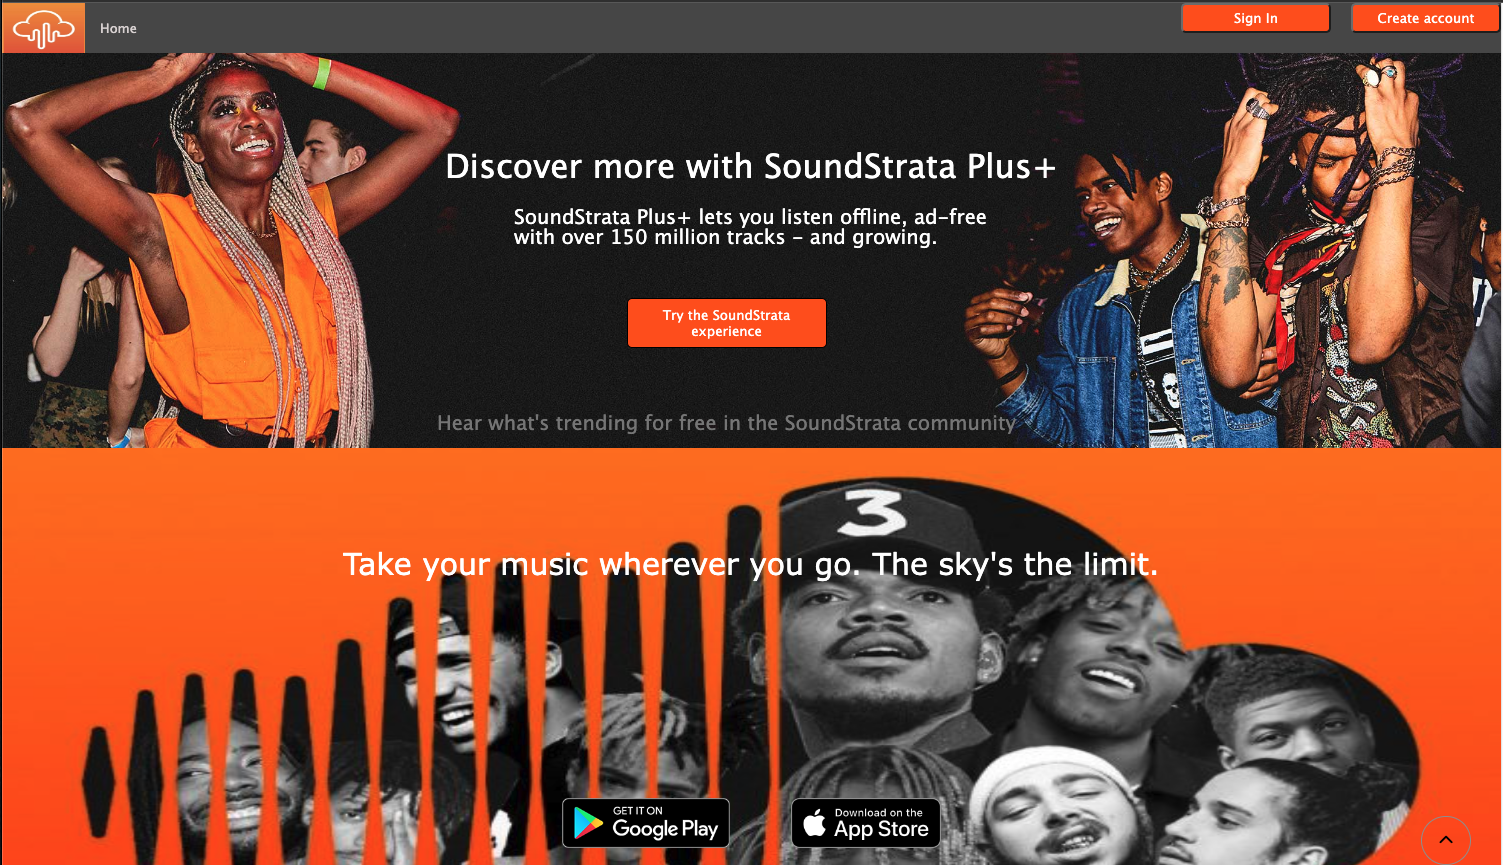 Home
Sign In
Create account
Discover more with SoundStrata Plus+
SoundStrata Plus+ lets you listen offline, ad-free
with over 150 million tracks - and growing.
Try the SoundStrata
experience
Hear what's trending for free in the SoundStrata community
3
Take your music wherever you go. The sky's the limit.
GET IT ON
Google Play
Download on the
App Store